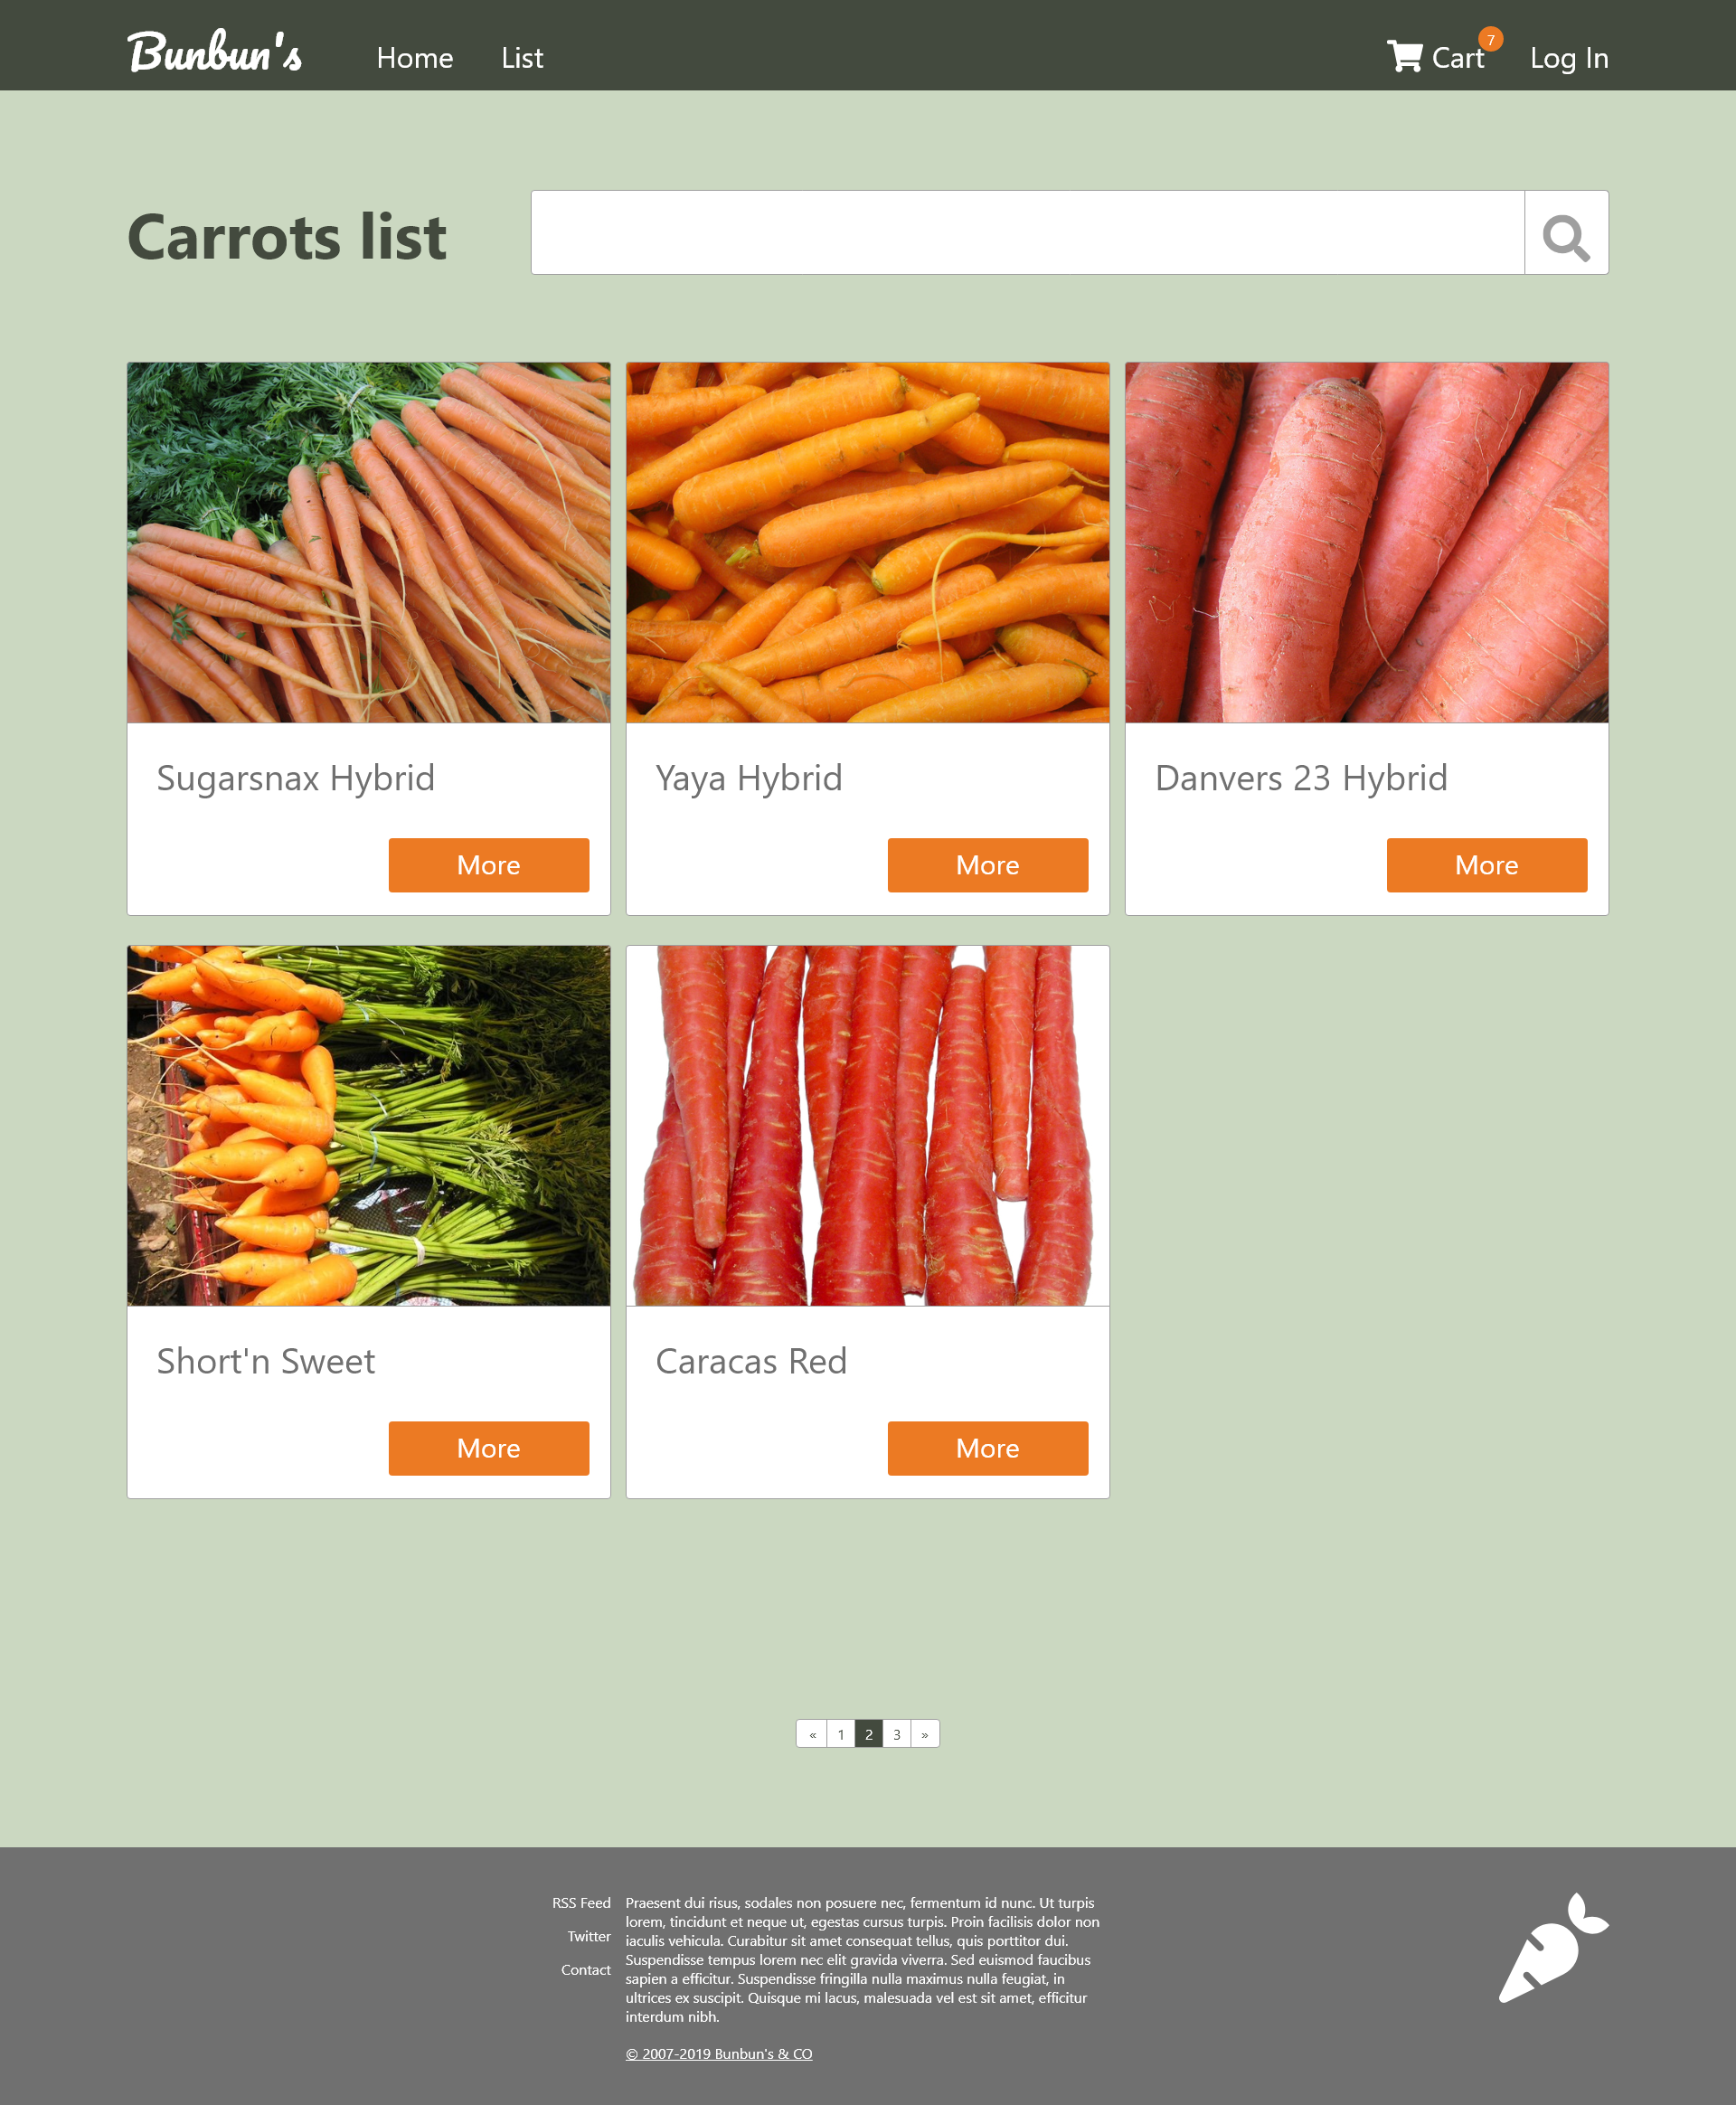 Bunbun's
Home
List
Cart
7
Log In
Carrots list
Sugarsnax Hybrid
More
Yaya Hybrid
More
Danvers 23 Hybrid
More
Short'n Sweet
More
Caracas Red
More
« 1 2 3 »
RSS Feed
Twitter
Contact
Praesent dui risus, sodales non posuere nec, fermentum id nunc. Ut turpis
lorem, tincidunt et neque ut, egestas cursus turpis. Proin facilisis dolor non
iaculis vehicula. Curabitur sit amet consequat tellus, quis porttitor dui.
Suspendisse tempus lorem nec elit gravida viverra. Sed euismod faucibus
sapien a efficitur. Suspendisse fringilla nulla maximus nulla feugiat, in
ultrices ex suscipit. Quisque mi lacus, malesuada vel est sit amet, efficitur
interdum nibh.
© 2007-2019 Bunbun's & CO